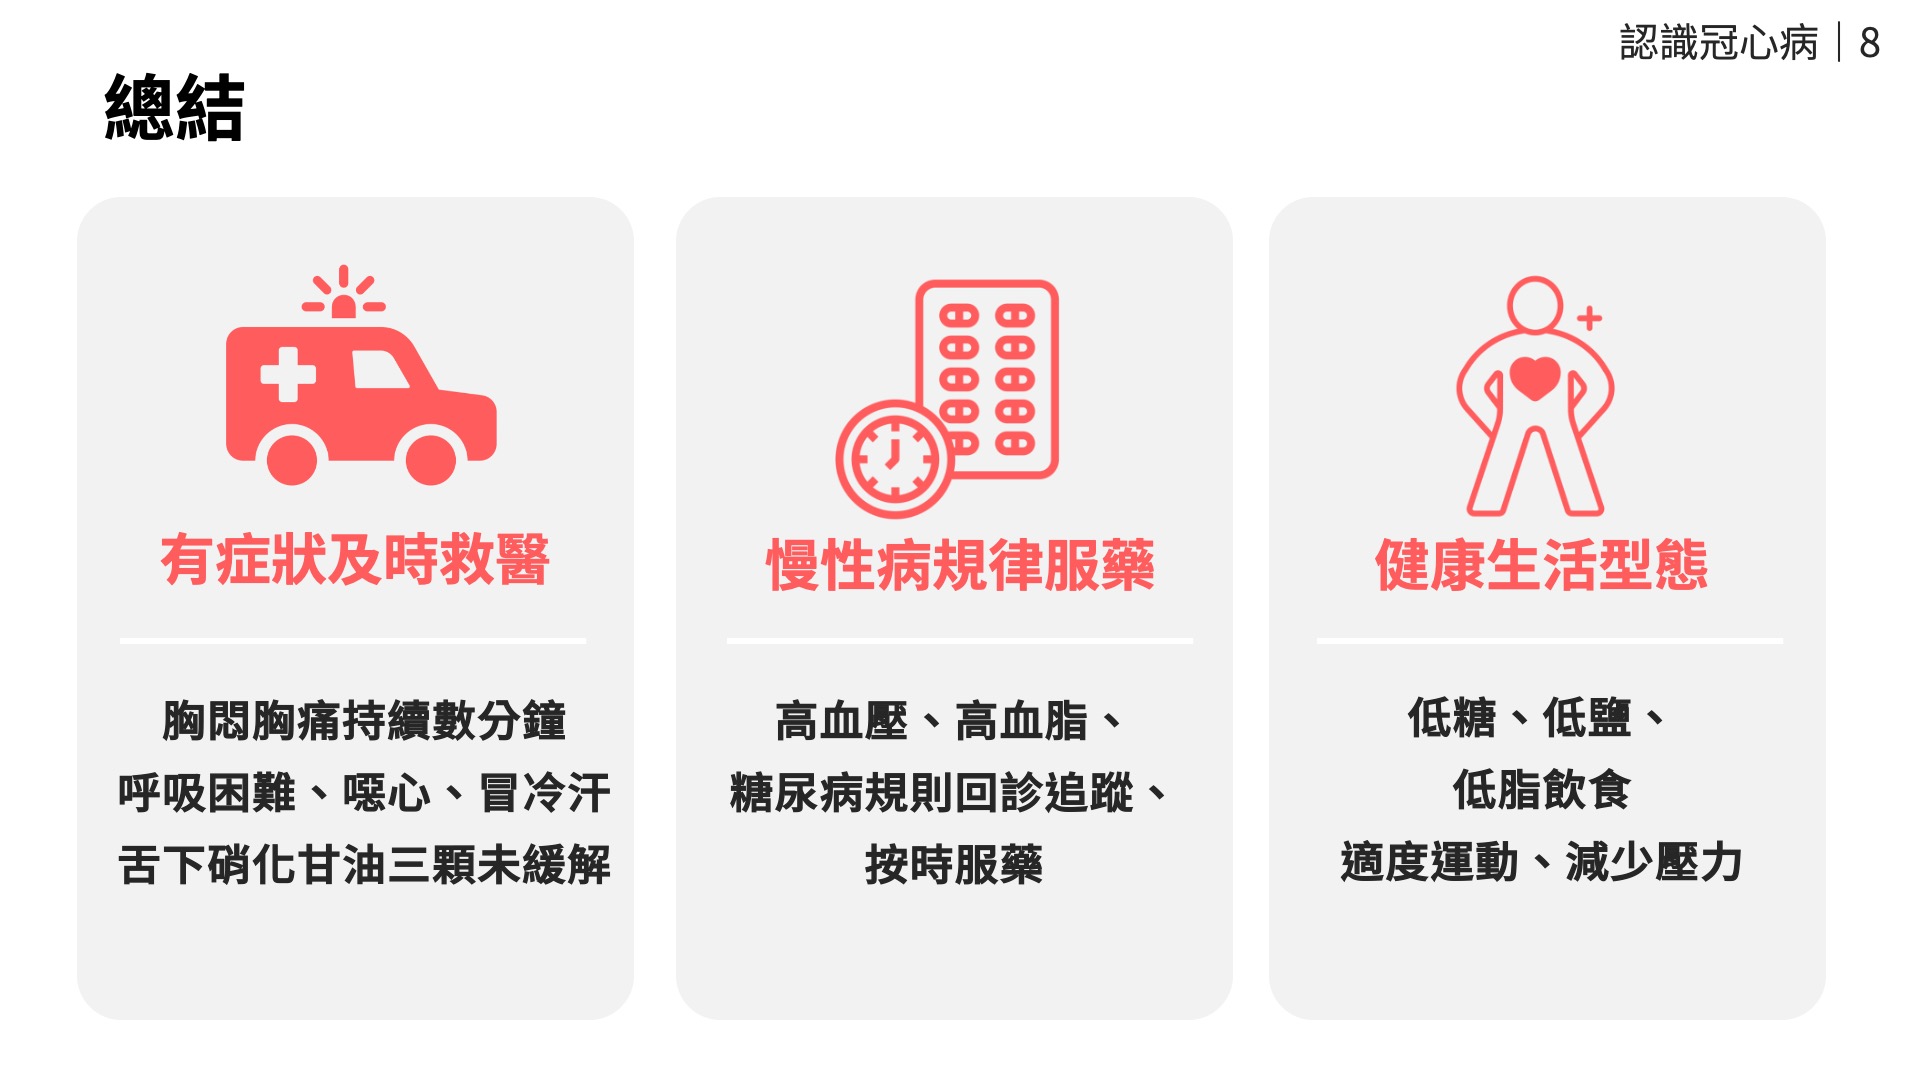 認識冠心病｜8
總結
有症狀及時救醫
胸悶胸痛持續數分鐘
呼吸困難、噁心、冒冷汗
舌下硝化甘油三顆未緩解
慢性病規律服藥
高血壓、高血脂、
糖尿病規則回診追蹤、
按時服藥
健康生活型態
低糖、低鹽、
低脂飲食
適度運動、減少壓力